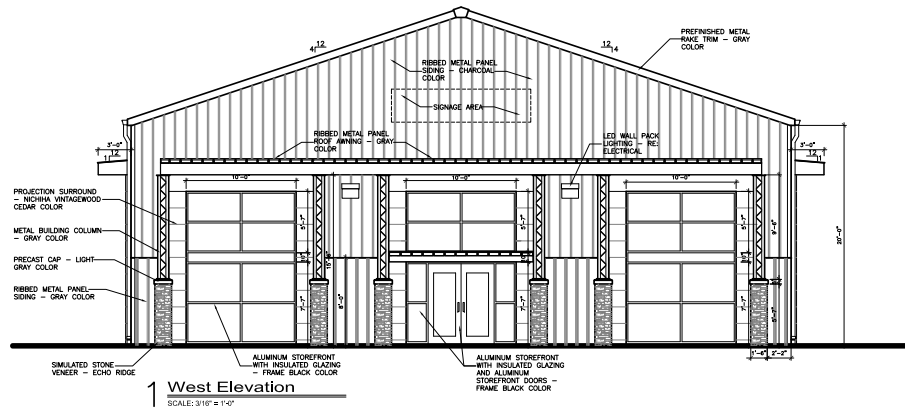 12
4
12
4
PREFINISHED METAL
RAKE TRIM - GRAY
COLOR
RIBBED METAL PANEL
SIDING - CHARCOAL
COLOR
SIGNAGE AREA
RIBBED METAL PANEL
ROOF AWNING - GRAY
COLOR
LED WALL PACK
LIGHTING - RE:
ELECTRICAL
3'-0"
12
1
3'-0"
12
1
10'-0"
10'-0"
10'-0"
PROJECTION SURROUND
- NICHIHA VINTAGEWOOD
CEDAR COLOR
METAL BUILDING COLUMN
- GRAY COLOR
PRECAST CAP - LIGHT
GRAY COLOR
RIBBED METAL PANEL
SIDING - GRAY COLOR
5'-7"
5'-7"
5'-7"
9'-6"
20'-0"
8'-0"
7'-7"
7'-7"
7'-7"
5'-7"
1'-6"
2'-2"
SIMULATED STONE
VENEER - ECHO RIDGE
ALUMINUM STOREFRONT
WITH INSULATED GLAZING
- FRAME BLACK COLOR
ALUMINUM STOREFRONT
WITH INSULATED GLAZING
AND ALUMINUM
STOREFRONT DOORS -
FRAME BLACK COLOR
1 West Elevation
SCALE: 3/16" = 1'-0"